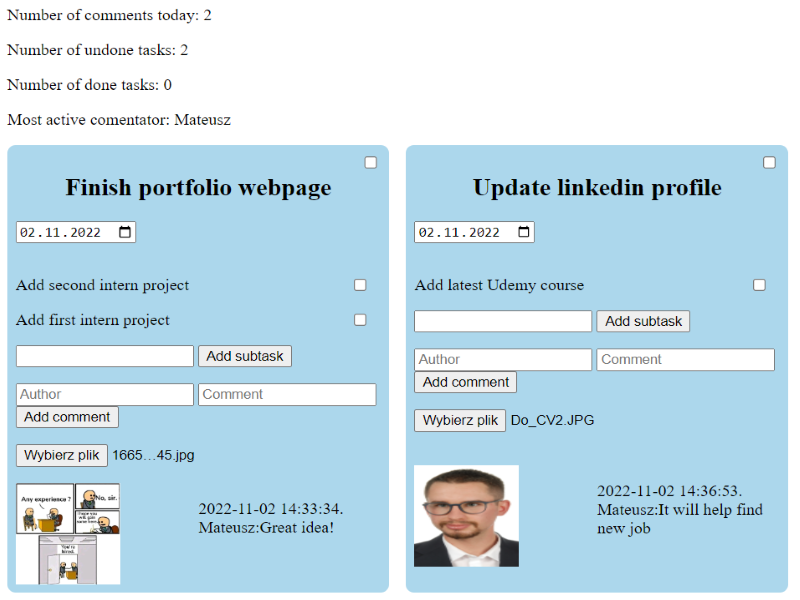 Number of comments today: 2
Number of undone tasks: 2
Number of done tasks: 0
Most active comentator: Mateusz
Finish portfolio webpage
02.11.2022
Add second intern project
Add first intern project
Add subtask
Author Comment
Add comment
Wybierz plik 1665…45.jpg
Any experience ?
No, sir.
You're
hired.
2022-11-02 14:33:34.
Mateusz:Great idea!
Update linkedin profile
02.11.2022
Add latest Udemy course
Add subtask
Author Comment
Add comment
Wybierz plik Do_CV2.JPG
2022-11-02 14:36:53.
Mateusz:It will help find
new job